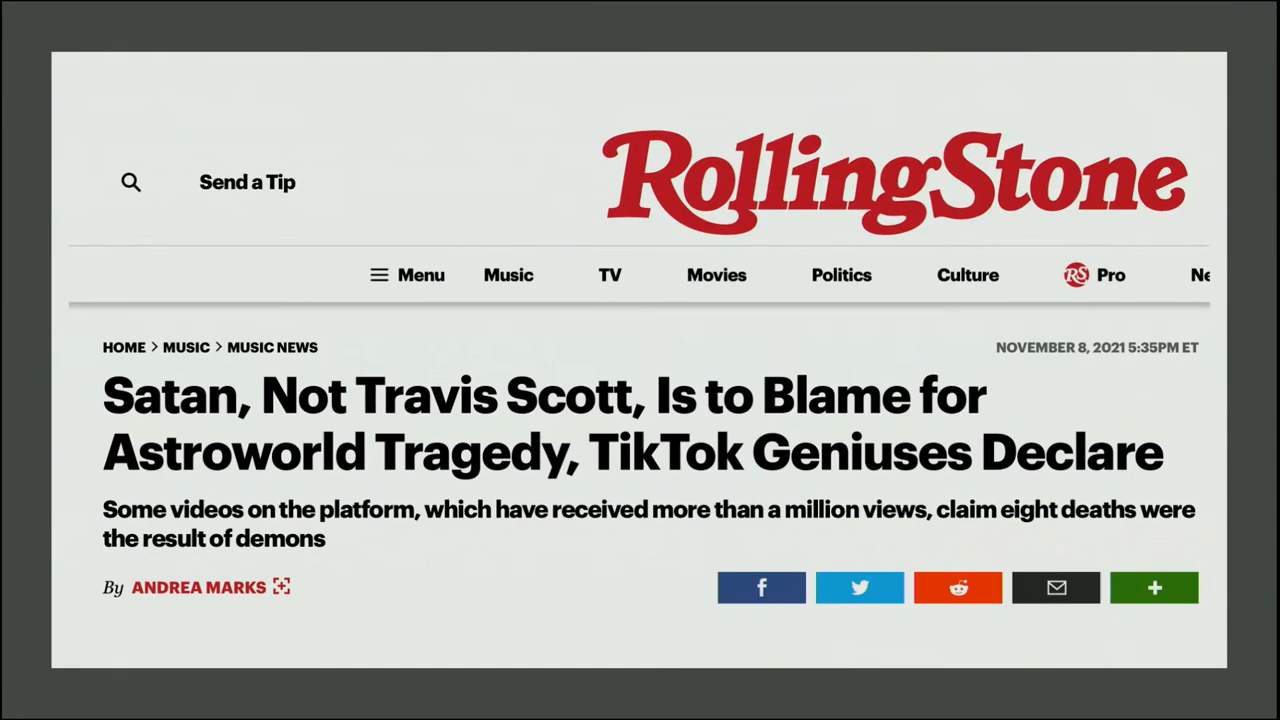 Send a Tip
RollingStone
Menu Music TV Movies Politics Culture RS Pro Ne
HOME > MUSIC > MUSIC NEWS
NOVEMBER 8, 2021 5:35PM ET
Satan, Not Travis Scott, Is to Blame for
Astroworld Tragedy, TikTok Geniuses Declare
Some videos on the platform, which have received more than a million views, claim eight deaths were
the result of demons
By ANDREA MARKS